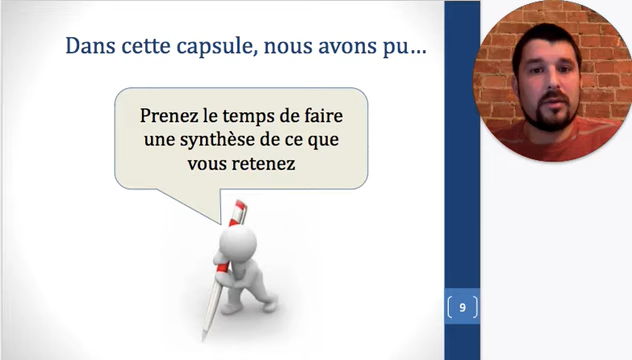 Dans cette capsule, nous avons pu…
Prenez le temps de faire
une synthèse de ce que
vous retenez
9